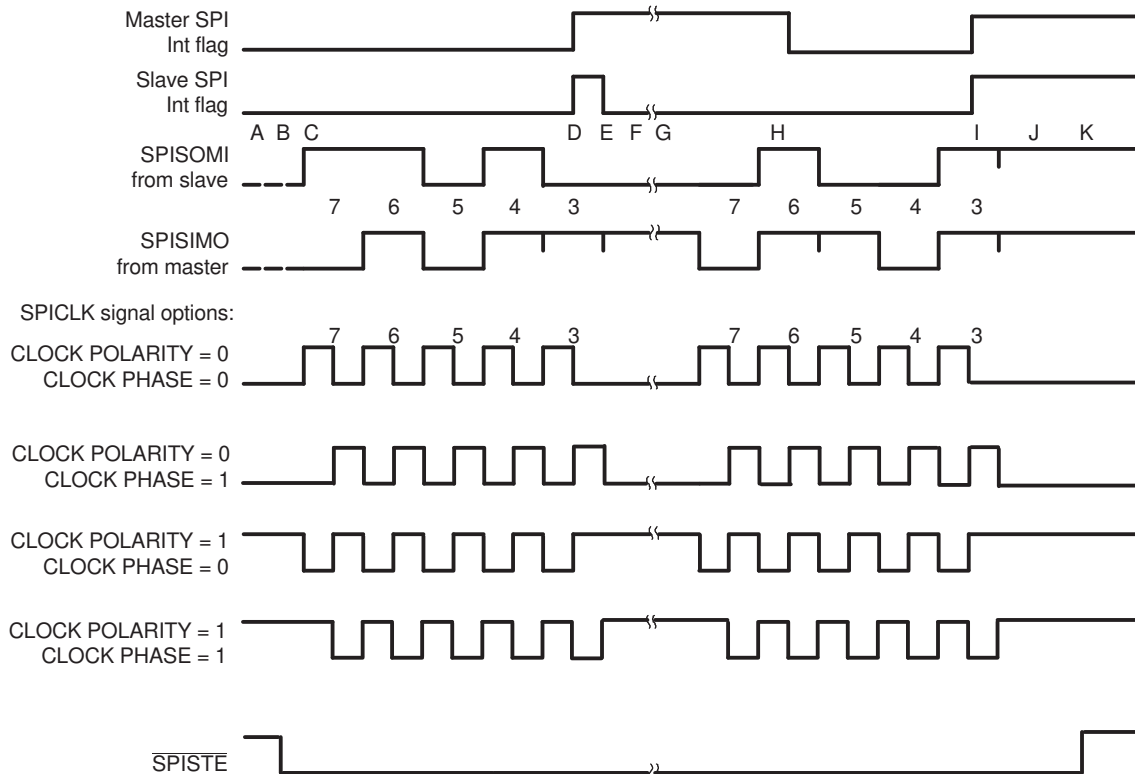 Master SPI
Int flag
Slave SPI
Int flag
A B C D E F G H I J K
SPISOMI
from slave
7 6 5 4 3 7 6 5 4 3
SPISIMO
from master
SPICLK signal options:
7 6 5 4 3 7 6 5 4 3
CLOCK POLARITY = 0
CLOCK PHASE = 0
CLOCK POLARITY = 0
CLOCK PHASE = 1
CLOCK POLARITY = 1
CLOCK PHASE = 0
CLOCK POLARITY = 1
CLOCK PHASE = 1
SPISTE